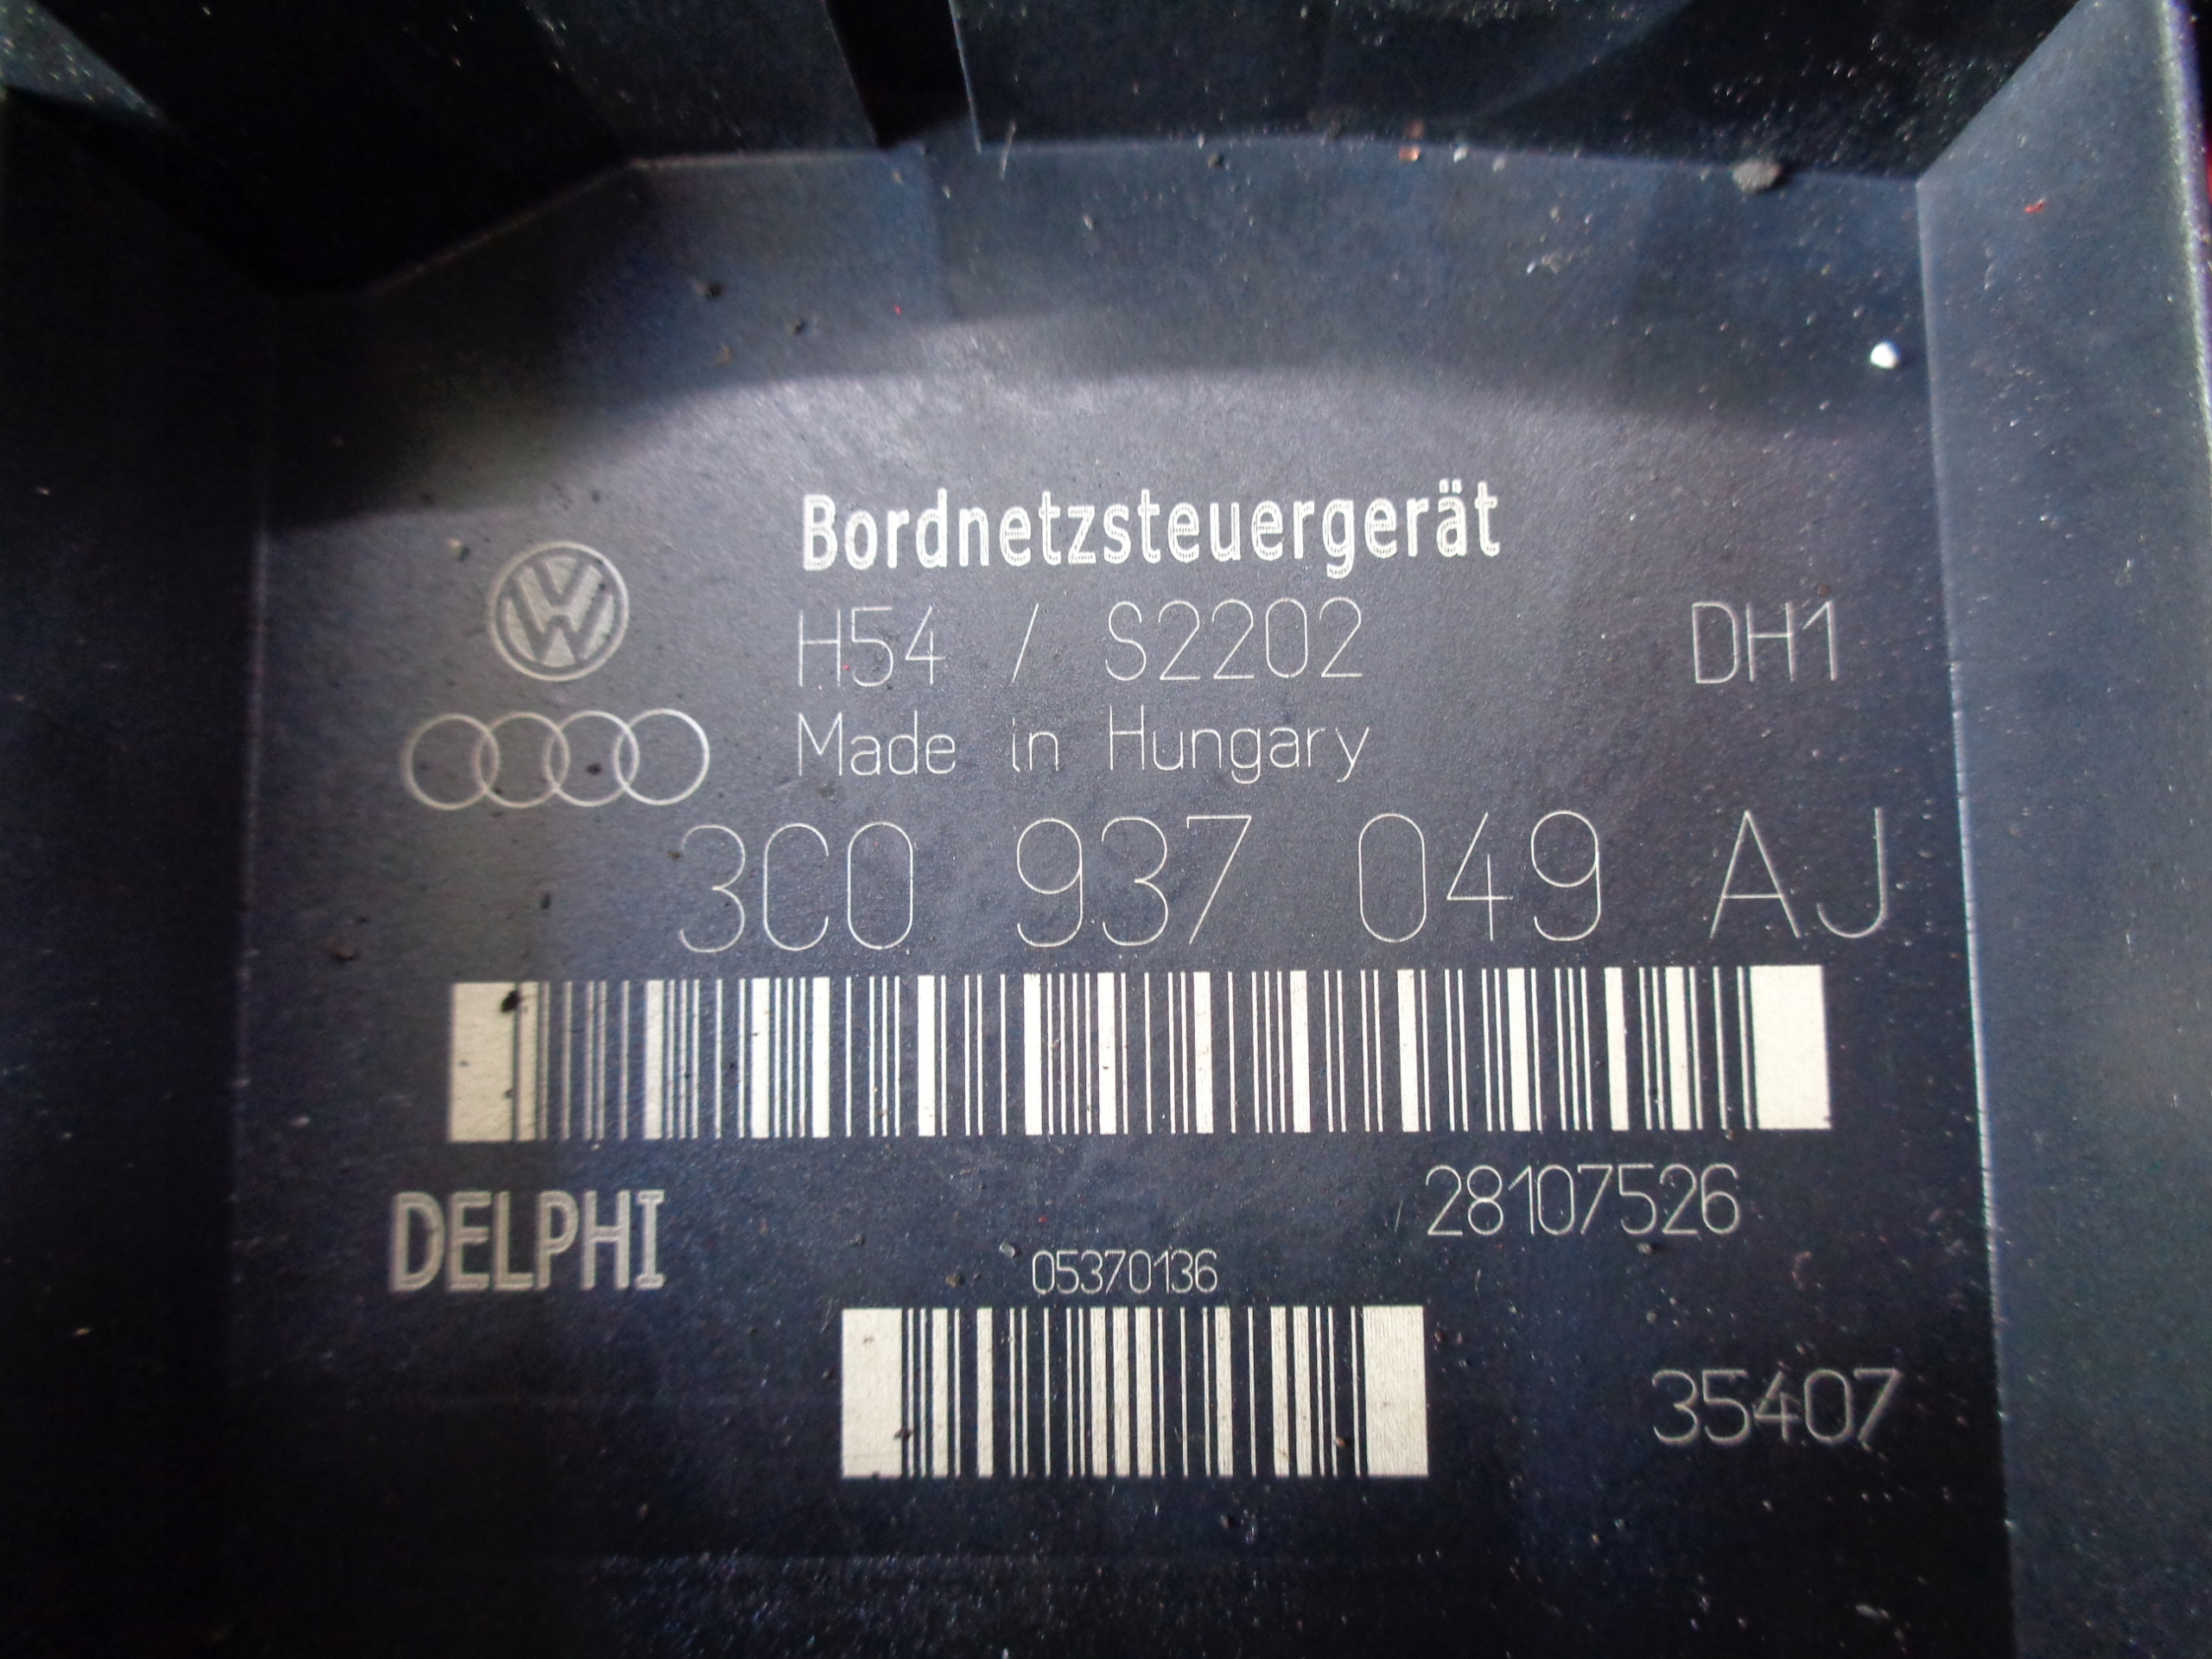 Bordnetzsteuergerät
H54 / S2202 DH1
Made in Hungary
3C0 937 049 AJ
28107526
DELPHI
05370136
35407